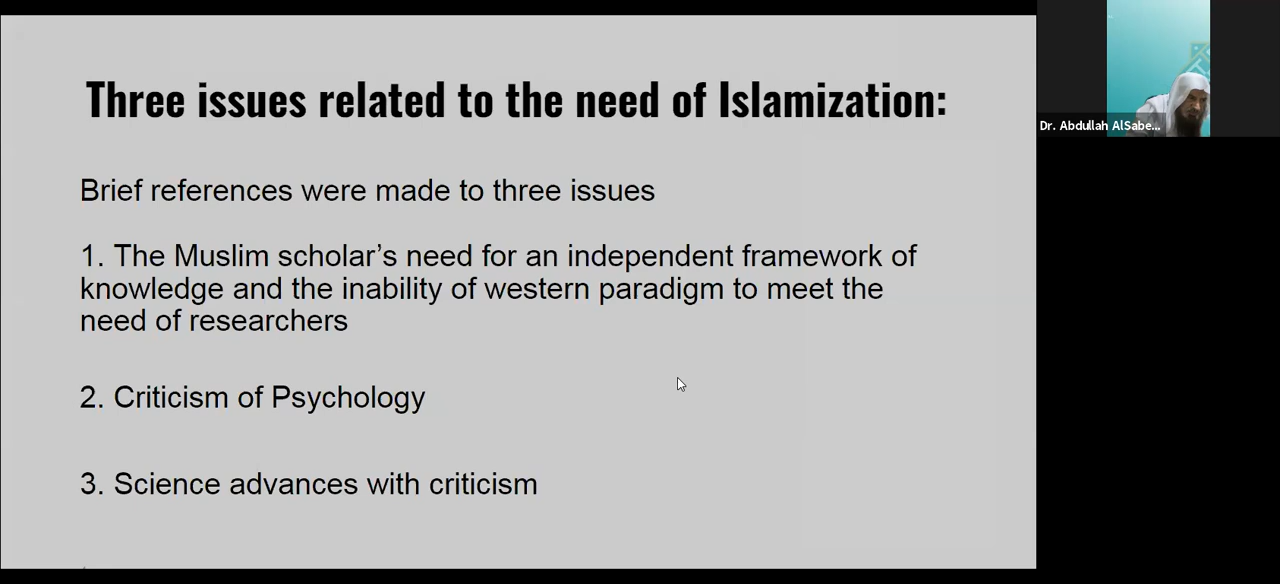 Three issues related to the need of Islamization:
Brief references were made to three issues
1. The Muslim scholar’s need for an independent framework of
knowledge and the inability of western paradigm to meet the
need of researchers
2. Criticism of Psychology
3. Science advances with criticism
Dr. Abdullah AlSabe...